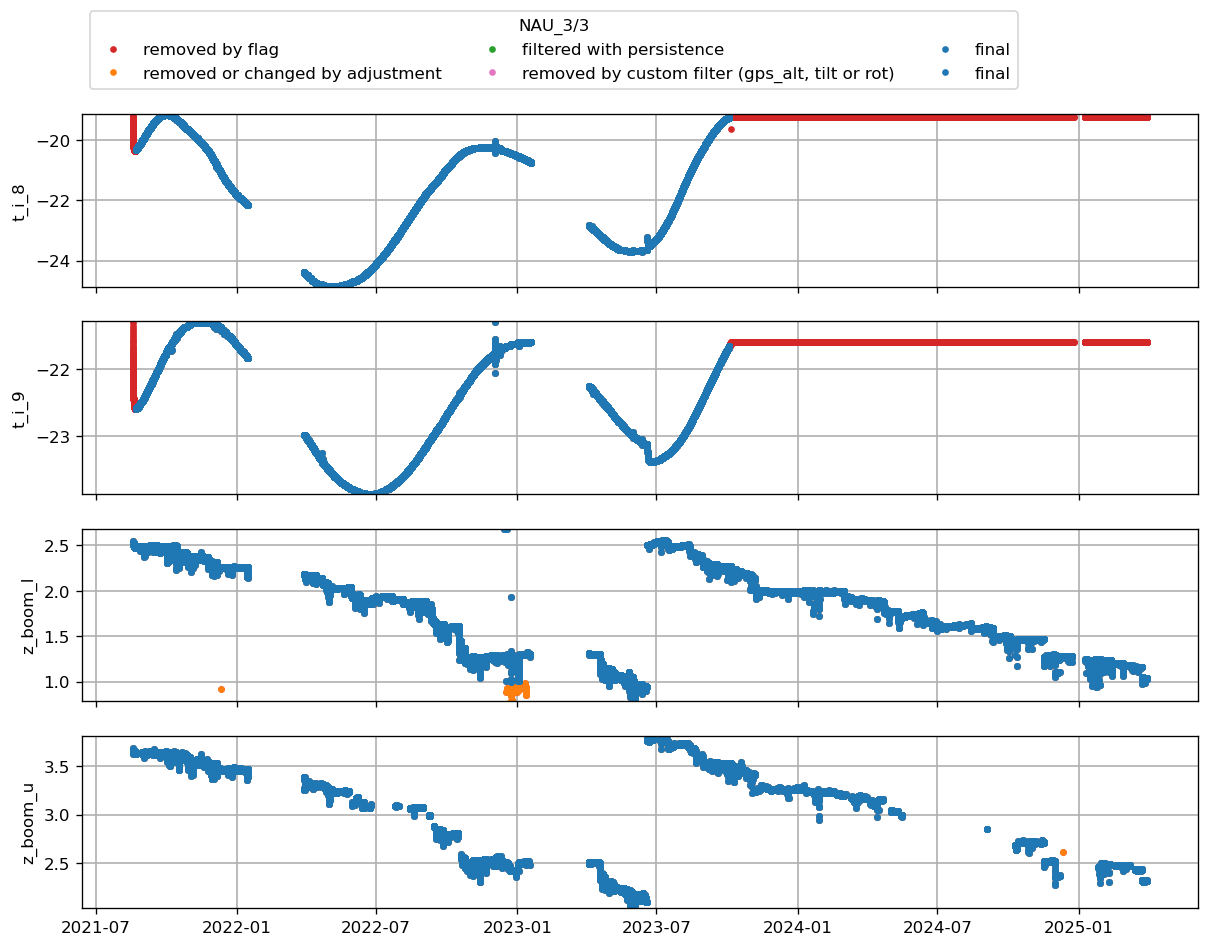 NAU_3/3
removed by flag
filtered with persistence
final
removed or changed by adjustment
removed by custom filter (gps_alt, tilt or rot)
final
−20
−22
−24
t_i_8
−22
−23
t_i_9
2.5
2.0
1.5
1.0
z_boom_l
3.5
3.0
2.5
z_boom_u
2021-07
2022-01
2022-07
2023-01
2023-07
2024-01
2024-07
2025-01